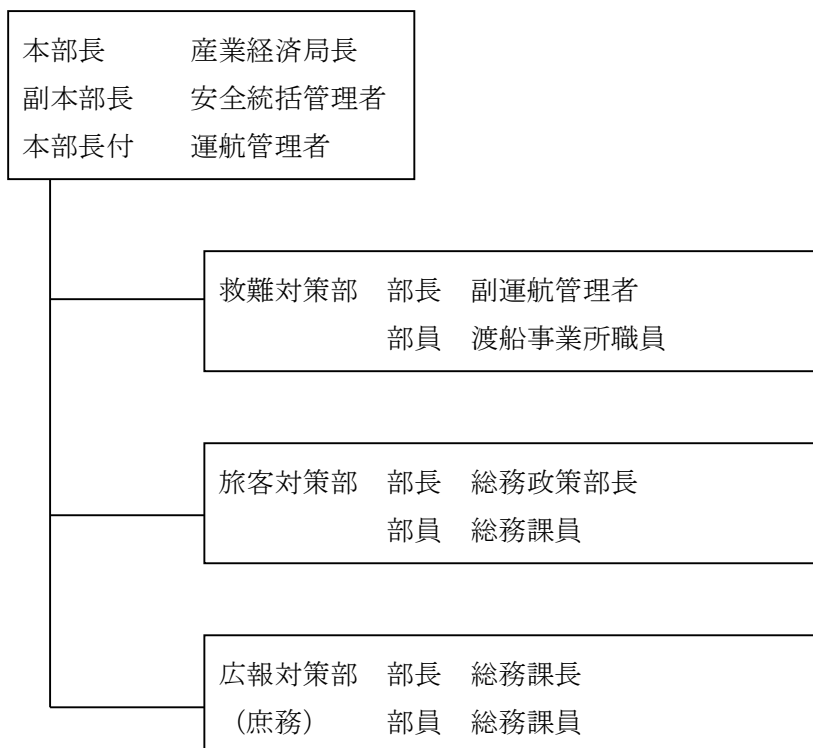 本部長　　　産業経済局長
副本部長　　安全統括管理者
本部長付　　運航管理者
救難対策部　部長　副運航管理者
部員　渡船事業所職員
旅客対策部　部長　総務政策部長
部員　総務課員
広報対策部　部長　総務課長
（庶務）　　部員　総務課員